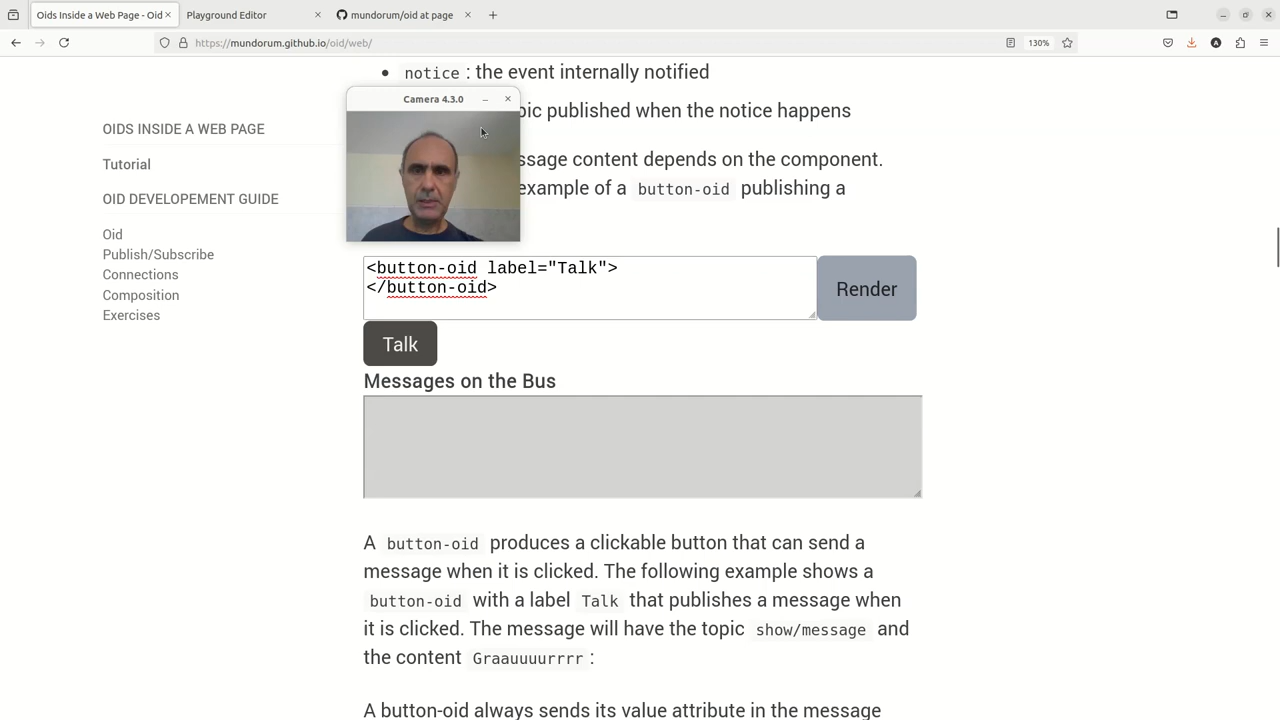 Oids Inside a Web Page - Oid
Playground Editor
mundorum/oid at page
https://mundorum.github.io/oid/web/
130%
notice : the event internally notified
Camera 4.3.0
pic published when the notice happens
OIDS INSIDE A WEB PAGE
Tutorial
OID DEVELOPEMENT GUIDE
Oid
Publish/Subscribe
Connections
Composition
Exercises
ssage content depends on the component.
example of a button-oid publishing a
<button-oid label="Talk">
</button-oid>
Render
Talk
Messages on the Bus
A button-oid produces a clickable button that can send a
message when it is clicked. The following example shows a
button-oid with a label Talk that publishes a message when
it is clicked. The message will have the topic show/message and
the content Graauuuurrrr :
A button-oid always sends its value attribute in the message